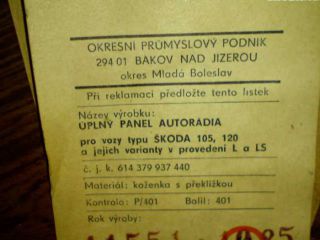 OKRESNÍ PRŮMYSLOVÝ PODNIK
294 01 BAKOV NAD JIZEROU
okres Mladá Boleslav
Při reklamaci předložte tento lístek
Název výrobku:
ÚPLNÝ PANEL AUTORÁDIA
pro vozy typu ŠKODA 105, 120
a jejich varianty v provedení L a LS
č. j. k. 614 379 937 440
Materiál: koženka s překližkou
Kontrola: P/401 Balil: 401
Rok výroby: